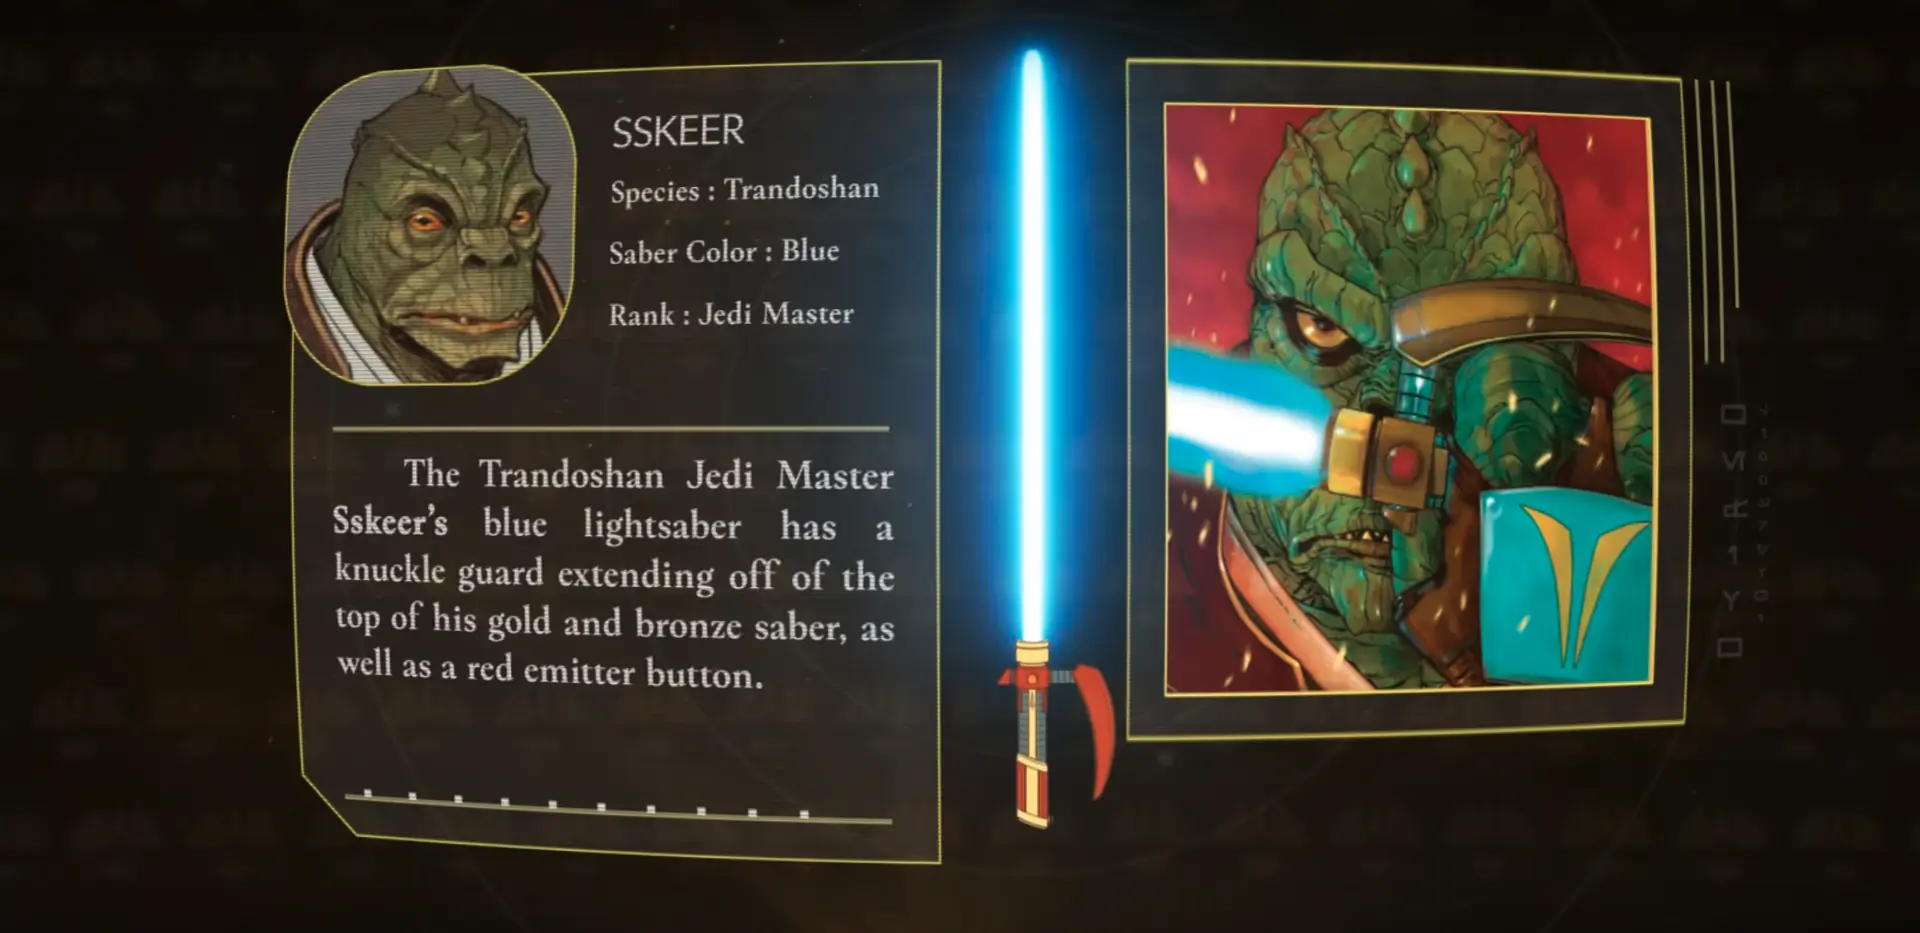 SSKEER
Species : Trandoshan
Saber Color : Blue
Rank : Jedi Master
The Trandoshan Jedi Master
Sskeer's blue lightsaber has a
knuckle guard extending off of the
top of his gold and bronze saber, as
well as a red emitter button.